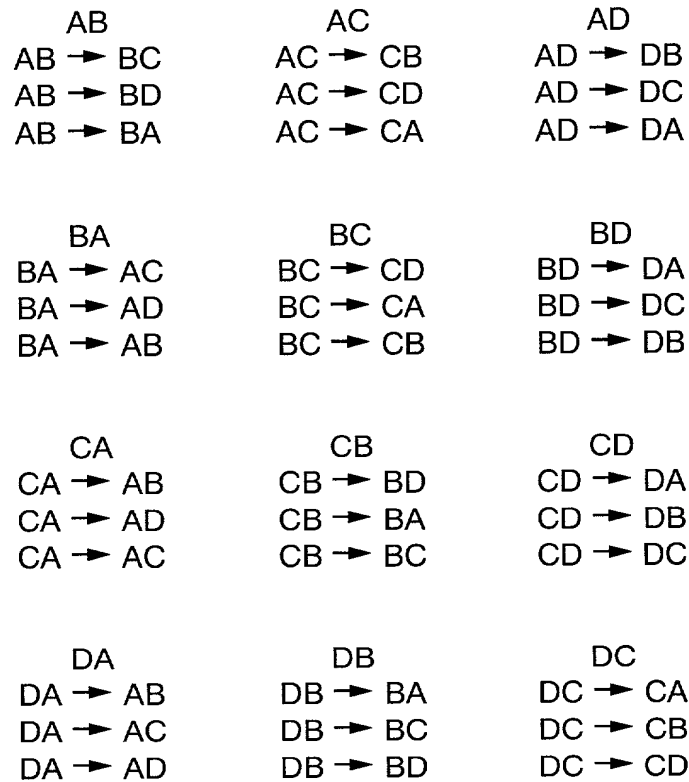 AB AC AD
AB → BC AC → CB AD → DB
AB → BD AC → CD AD → DC
AB → BA AC → CA AD → DA
BA BC BD
BA → AC BC → CD BD → DA
BA → AD BC → CA BD → DC
BA → AB BC → CB BD → DB
CA CB CD
CA → AB CB → BD CD → DA
CA → AD CB → BA CD → DB
CA → AC CB → BC CD → DC
DA DB DC
DA → AB DB → BA DC → CA
DA → AC DB → BC DC → CB
DA → AD DB → BD DC → CD